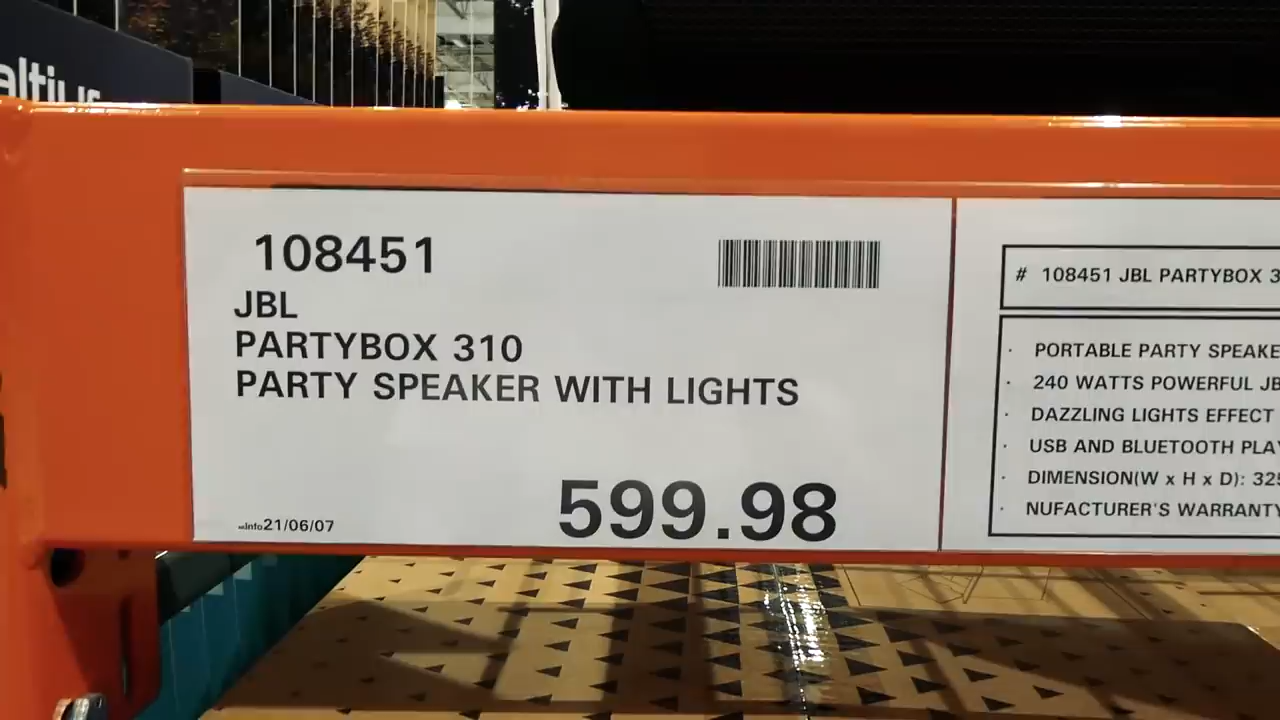 108451
JBL
PARTYBOX 310
PARTY SPEAKER WITH LIGHTS
599.98
21/06/07
# 108451 JBL PARTYBOX 3
· PORTABLE PARTY SPEAKE
· 240 WATTS POWERFUL JB
· DAZZLING LIGHTS EFFECT
· USB AND BLUETOOTH PLAY
· DIMENSION(W x H x D): 325
· NUFACTURER'S WARRANTY